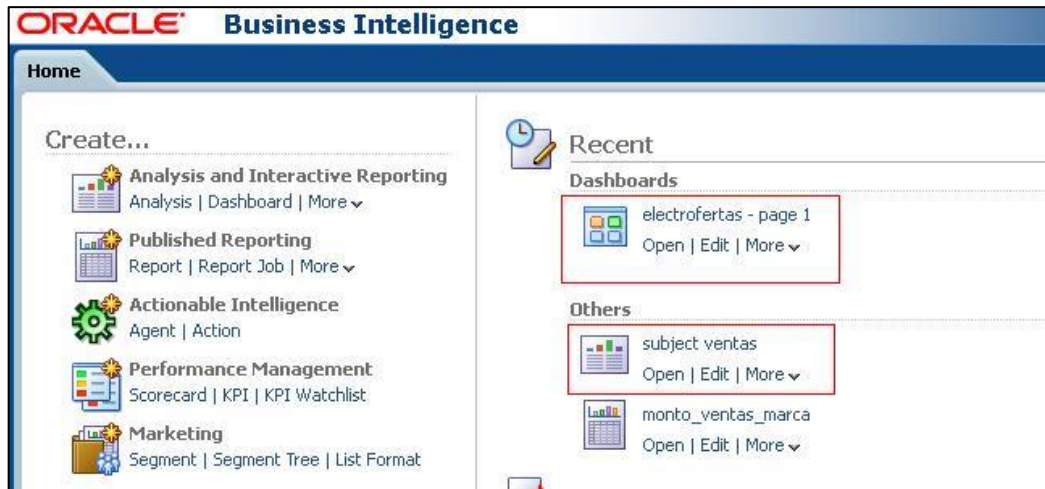 ORACLE Business Intelligence
Home
Create...
Analysis and Interactive Reporting
Analysis | Dashboard | More
Published Reporting
Report | Report Job | More
Actionable Intelligence
Agent | Action
Performance Management
Scorecard | KPI | KPI Watchlist
Marketing
Segment | Segment Tree | List Format
Recent
Dashboards
electrofertas - page 1
Open | Edit | More
Others
subject ventas
Open | Edit | More
monto_ventas_marca
Open | Edit | More